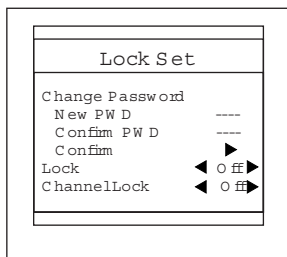 Lock Set
Change Password
New PWD ----
Confirm PWD ----
Confirm ▶
Lock ◀ Off ▶
ChannelLock ◀ Off ▶